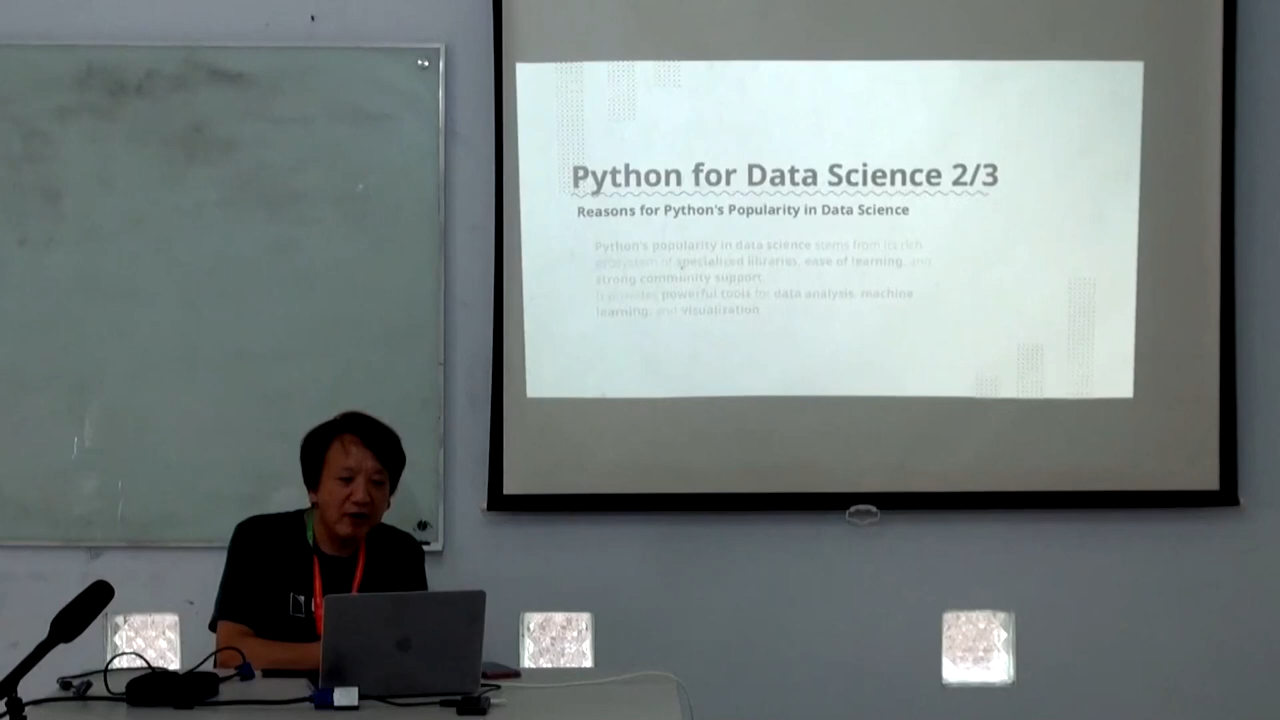 Python for Data Science 2/3
Reasons for Python's Popularity in Data Science
Python's popularity in data science stems from its rich
ecosystem of specialized libraries, ease of learning, and
strong community support.
It provides powerful tools for data analysis, machine
learning, and visualization.